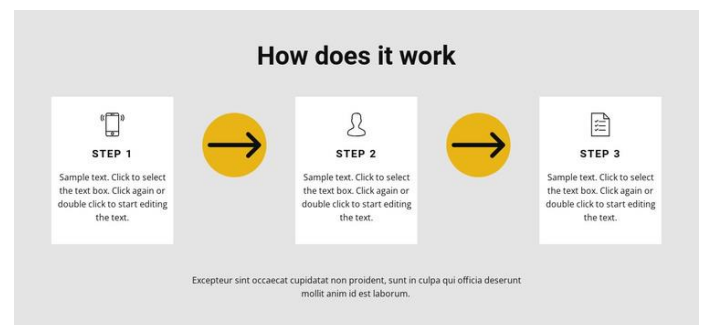 How does it work
STEP 1
Sample text. Click to select
the text box. Click again or
double click to start editing
the text.
STEP 2
Sample text. Click to select
the text box. Click again or
double click to start editing
the text.
STEP 3
Sample text. Click to select
the text box. Click again or
double click to start editing
the text.
Excepteur sint occaecat cupidatat non proident, sunt in culpa qui officia deserunt
mollit anim id est laborum.